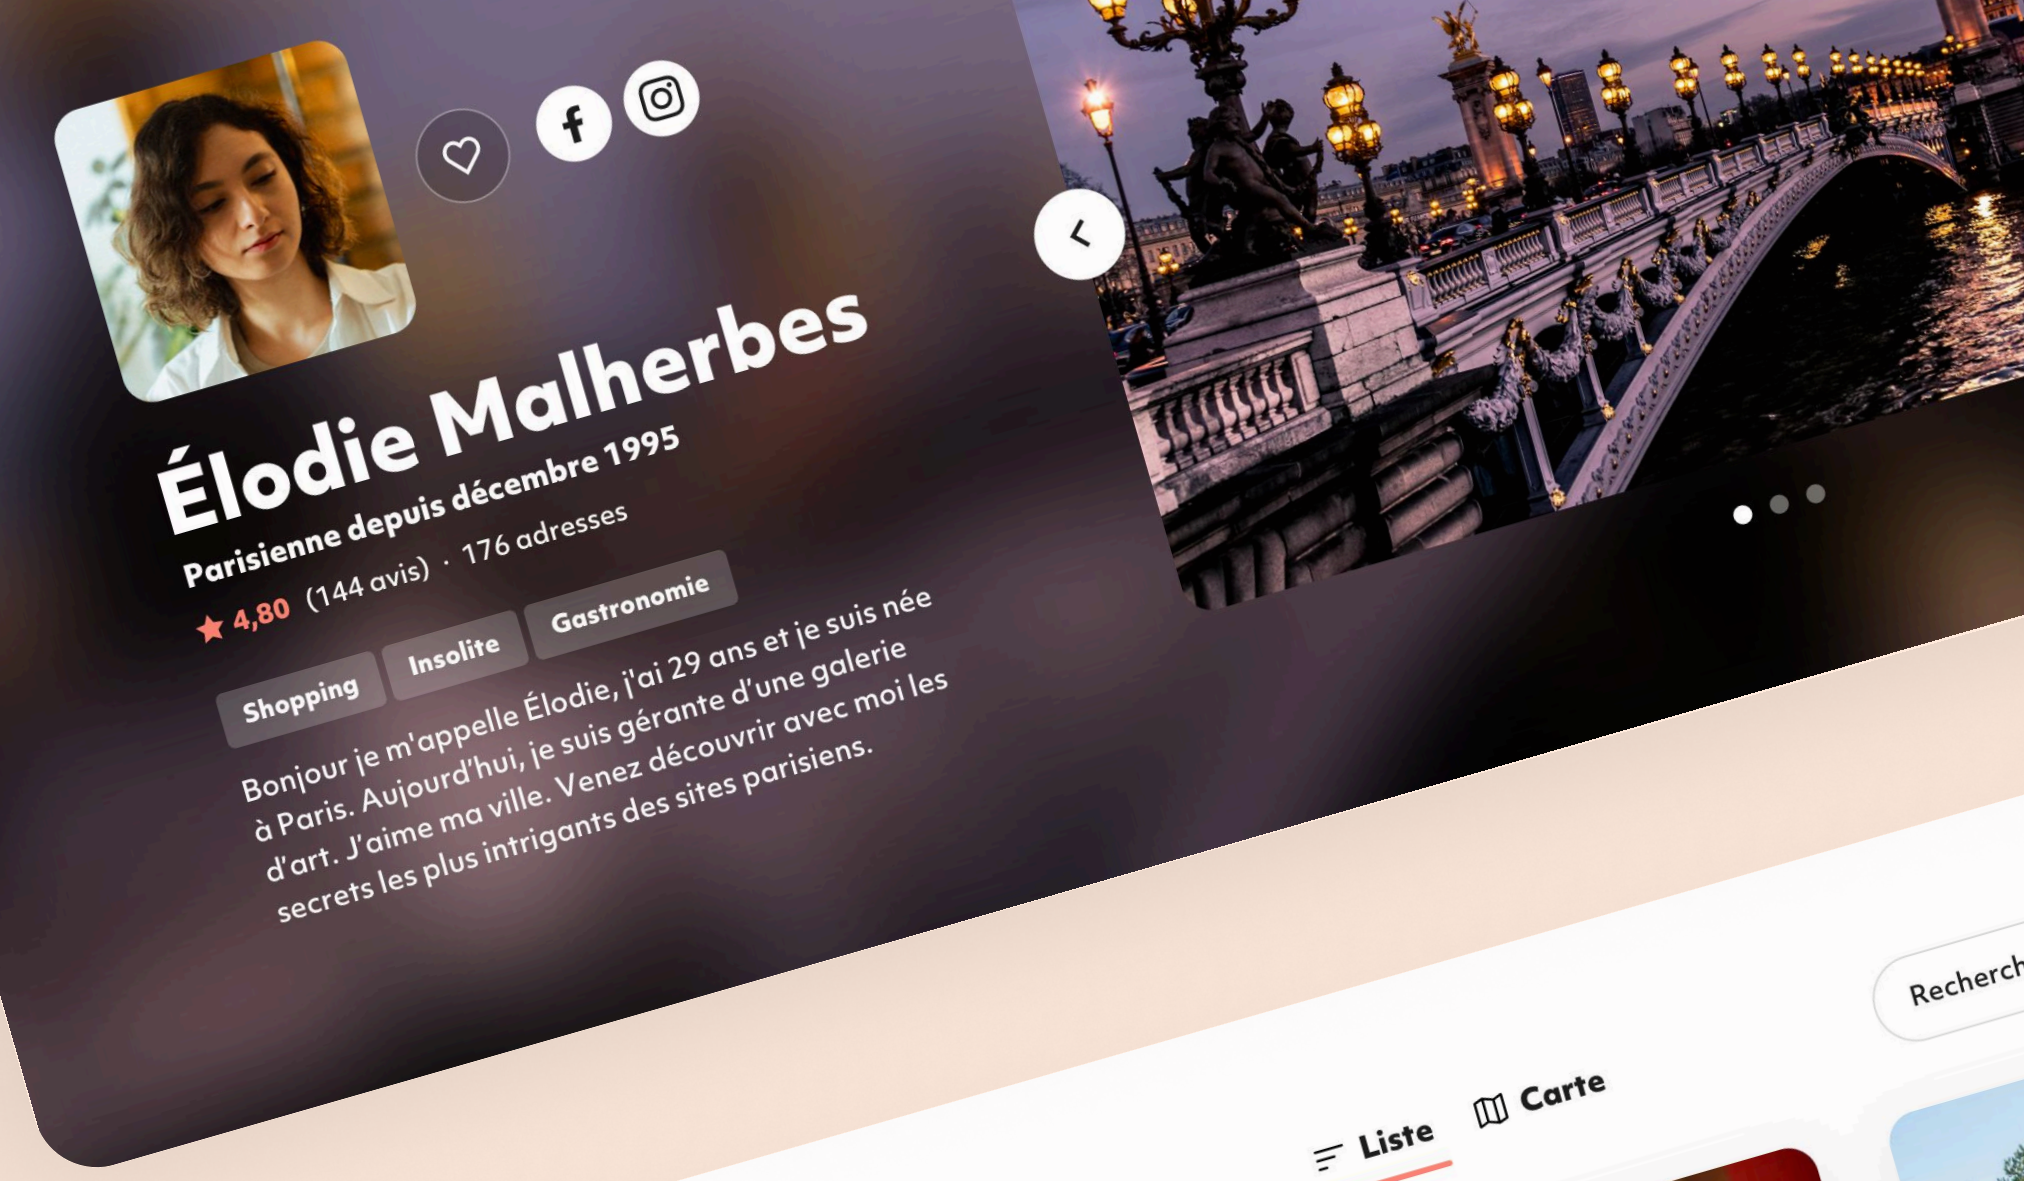 Élodie Malherbes
Parisienne depuis décembre 1995
4,80 (144 avis) · 176 adresses
Shopping Insolite Gastronomie
Bonjour je m'appelle Élodie, j'ai 29 ans et je suis née
à Paris. Aujourd'hui, je suis gérante d'une galerie
d'art. J'aime ma ville. Venez découvrir avec moi les
secrets les plus intrigants des sites parisiens.
Recherch
Liste Carte